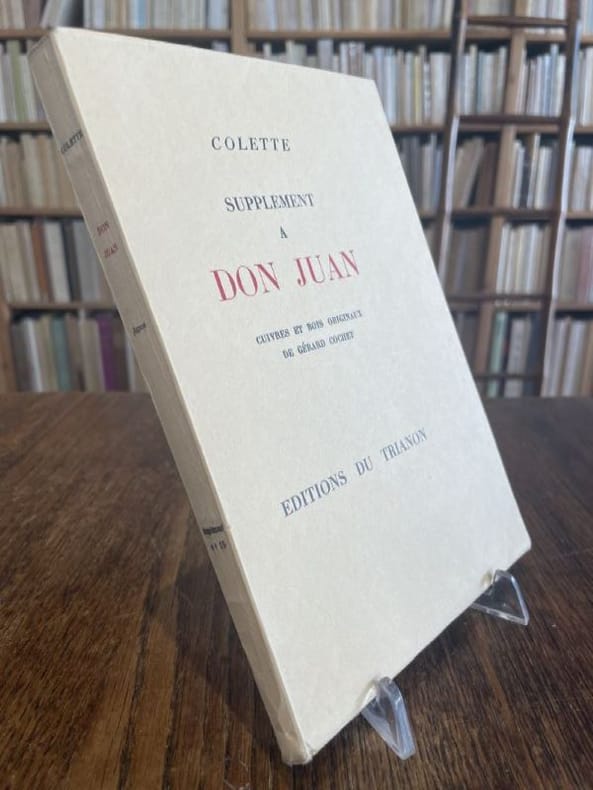 COLETTE
SUPPLEMENT
A
DON JUAN
CUIVRES ET BOIS ORIGINAUX
DE GÉRARD COCHET
EDITIONS DU TRIANON
COLETTE
DON
JUAN